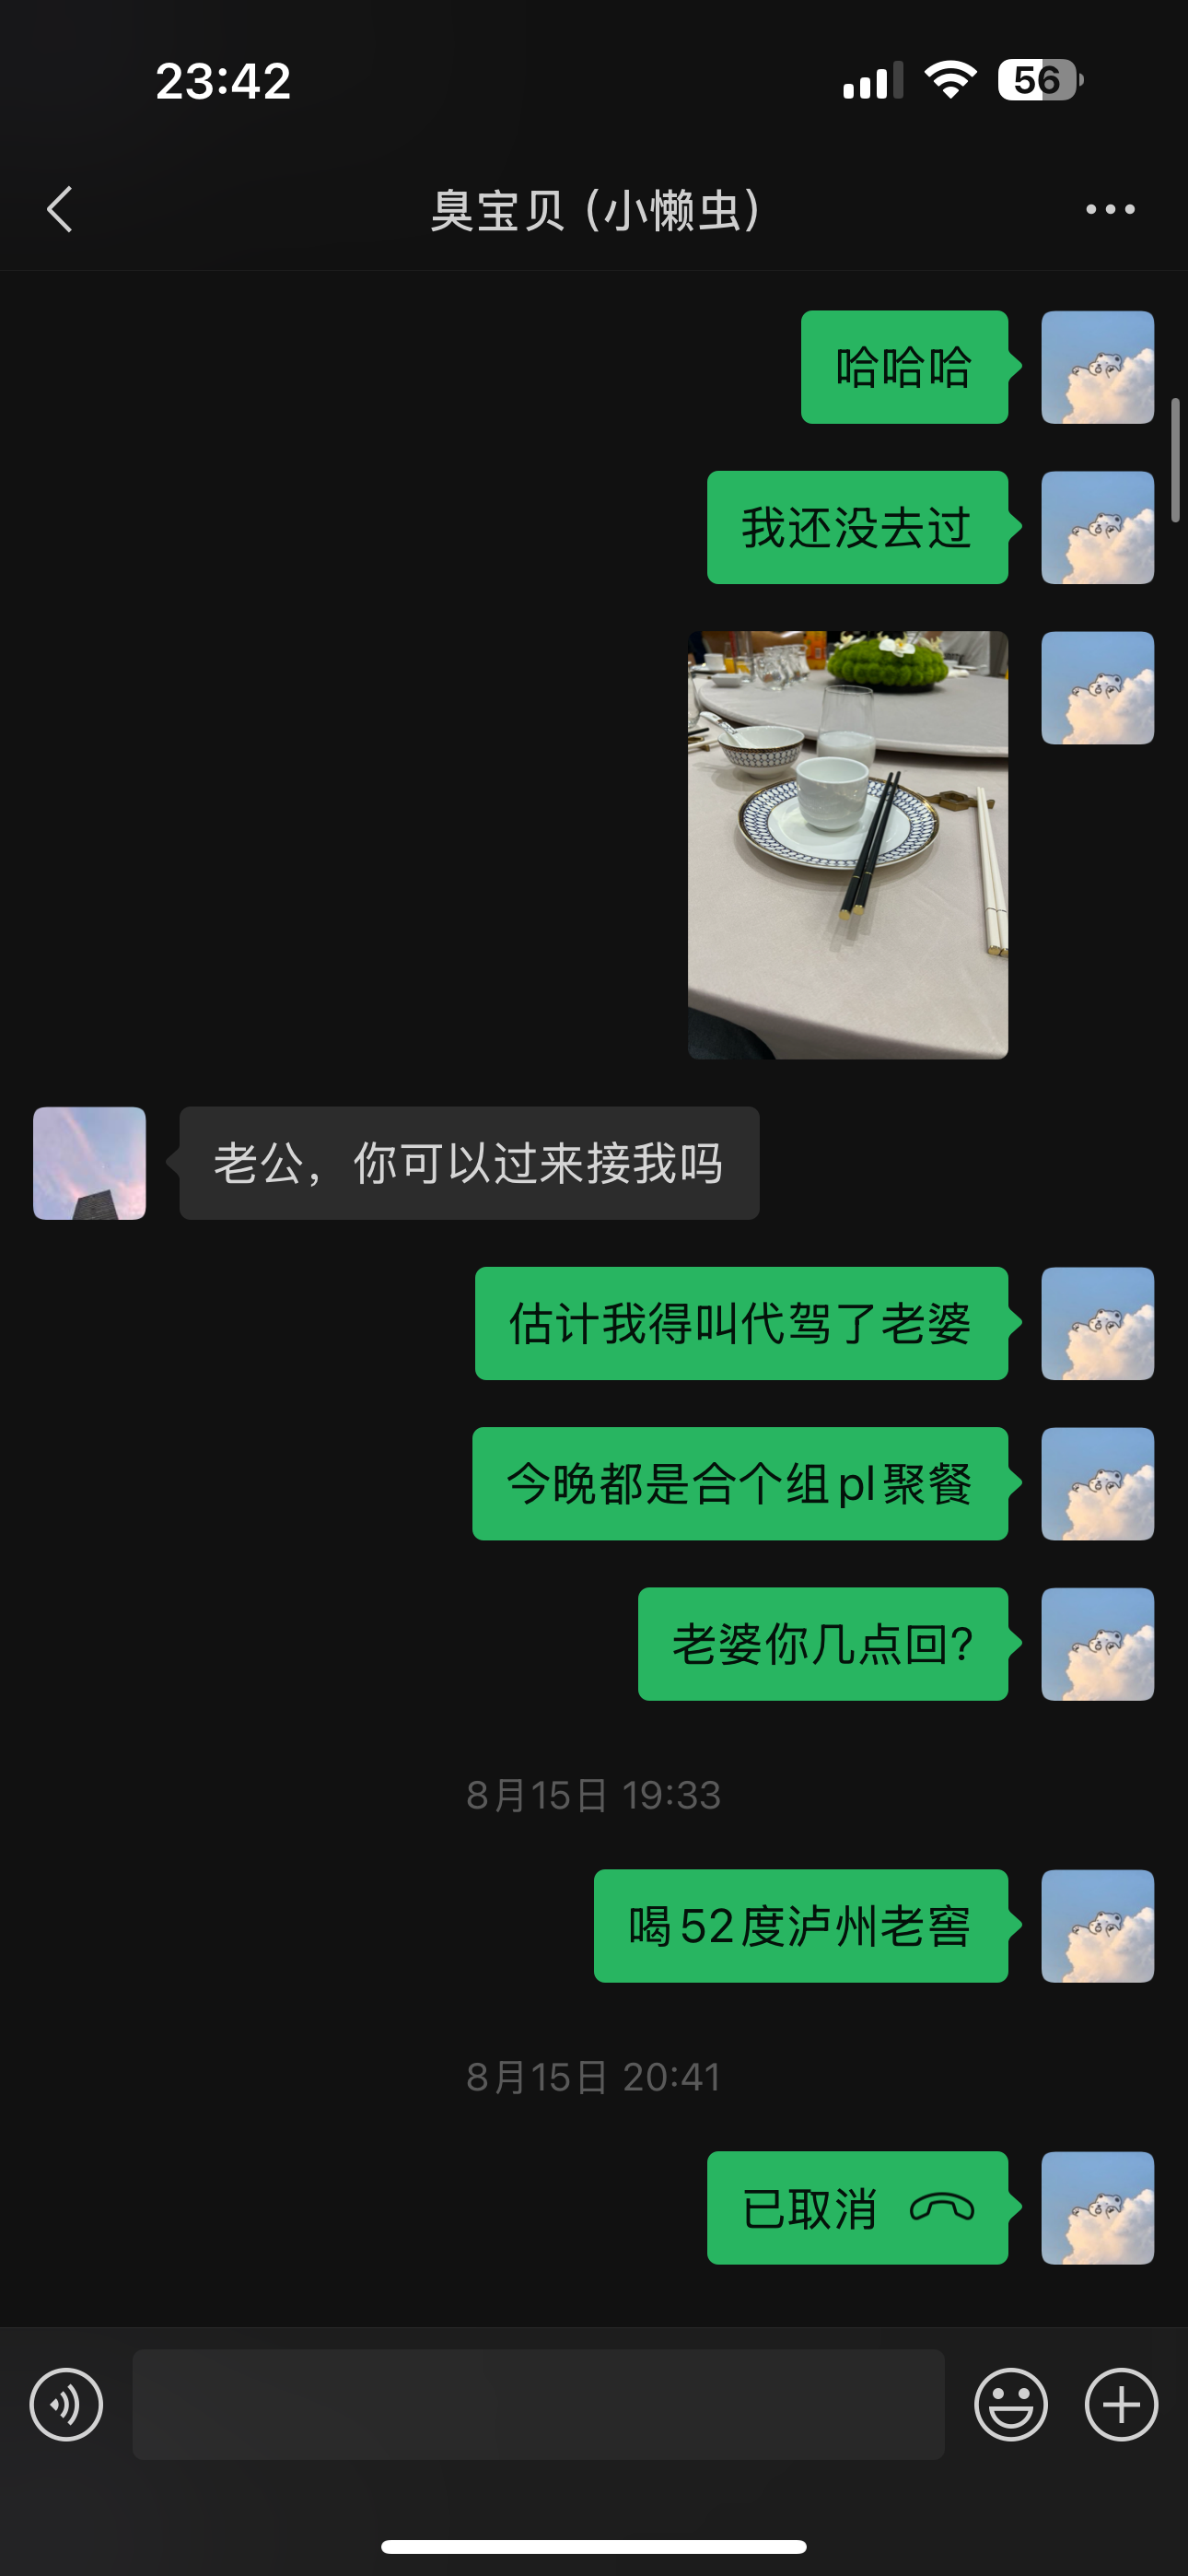 23:42
56
臭宝贝（小懒虫）
哈哈哈
我还没去过
老公，你可以过来接我吗
估计我得叫代驾了老婆
今晚都是合个组pl聚餐
老婆你几点回?
8月15日 19:33
喝52度泸州老窖
8月15日 20:41
已取消